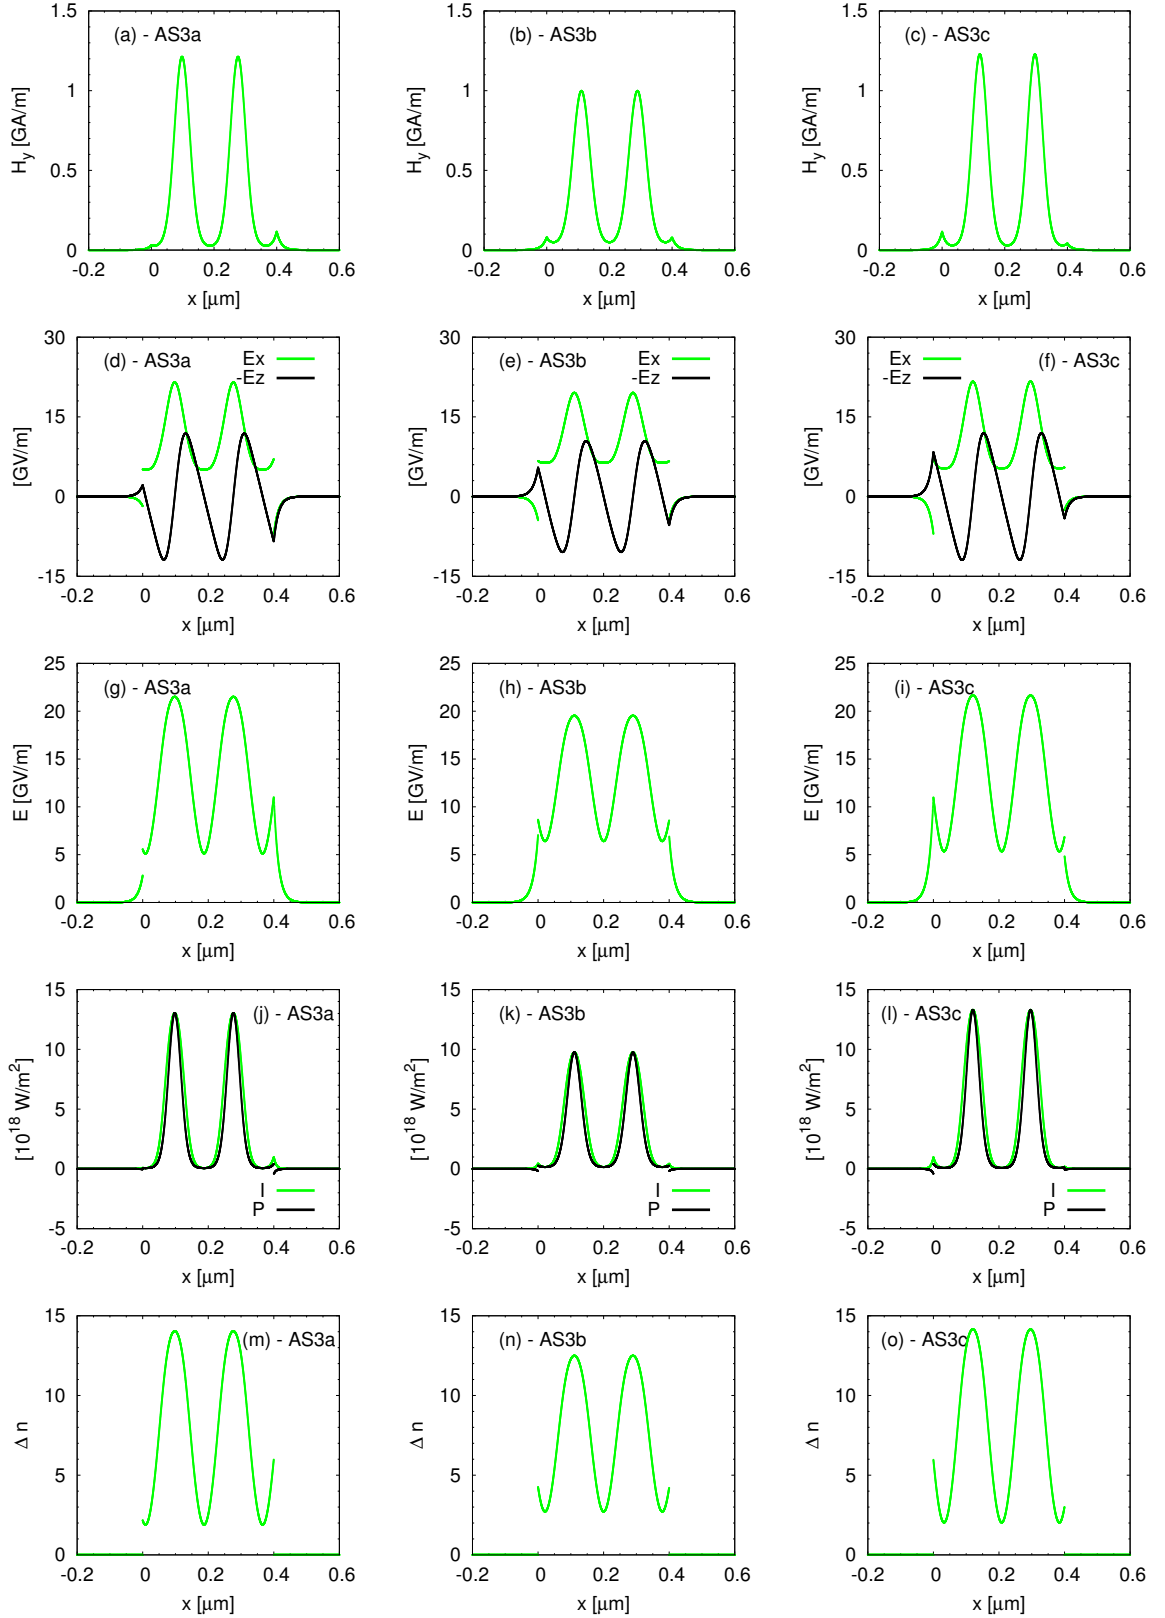 (a) - AS3a
H_y [GA/m]
1.5
1
0.5
0
-0.2 0 0.2 0.4 0.6
x [μm]
(b) - AS3b
H_y [GA/m]
1.5
1
0.5
0
-0.2 0 0.2 0.4 0.6
x [μm]
(c) - AS3c
H_y [GA/m]
1.5
1
0.5
0
-0.2 0 0.2 0.4 0.6
x [μm]
(d) - AS3a
Ex
-Ez
[GV/m]
30
15
0
-15
-0.2 0 0.2 0.4 0.6
x [μm]
(e) - AS3b
Ex
-Ez
[GV/m]
30
15
0
-15
-0.2 0 0.2 0.4 0.6
x [μm]
Ex
-Ez
(f) - AS3c
[GV/m]
30
15
0
-15
-0.2 0 0.2 0.4 0.6
x [μm]
(g) - AS3a
E [GV/m]
25
20
15
10
5
0
-0.2 0 0.2 0.4 0.6
x [μm]
(h) - AS3b
E [GV/m]
25
20
15
10
5
0
-0.2 0 0.2 0.4 0.6
x [μm]
(i) - AS3c
E [GV/m]
25
20
15
10
5
0
-0.2 0 0.2 0.4 0.6
x [μm]
(j) - AS3a
[10^18 W/m^2]
15
10
5
0
-5
I
P
-0.2 0 0.2 0.4 0.6
x [μm]
(k) - AS3b
[10^18 W/m^2]
15
10
5
0
-5
I
P
-0.2 0 0.2 0.4 0.6
x [μm]
(l) - AS3c
[10^18 W/m^2]
15
10
5
0
-5
I
P
-0.2 0 0.2 0.4 0.6
x [μm]
(m) - AS3a
Δ n
15
10
5
0
-0.2 0 0.2 0.4 0.6
x [μm]
(n) - AS3b
Δ n
15
10
5
0
-0.2 0 0.2 0.4 0.6
x [μm]
(o) - AS3c
Δ n
15
10
5
0
-0.2 0 0.2 0.4 0.6
x [μm]